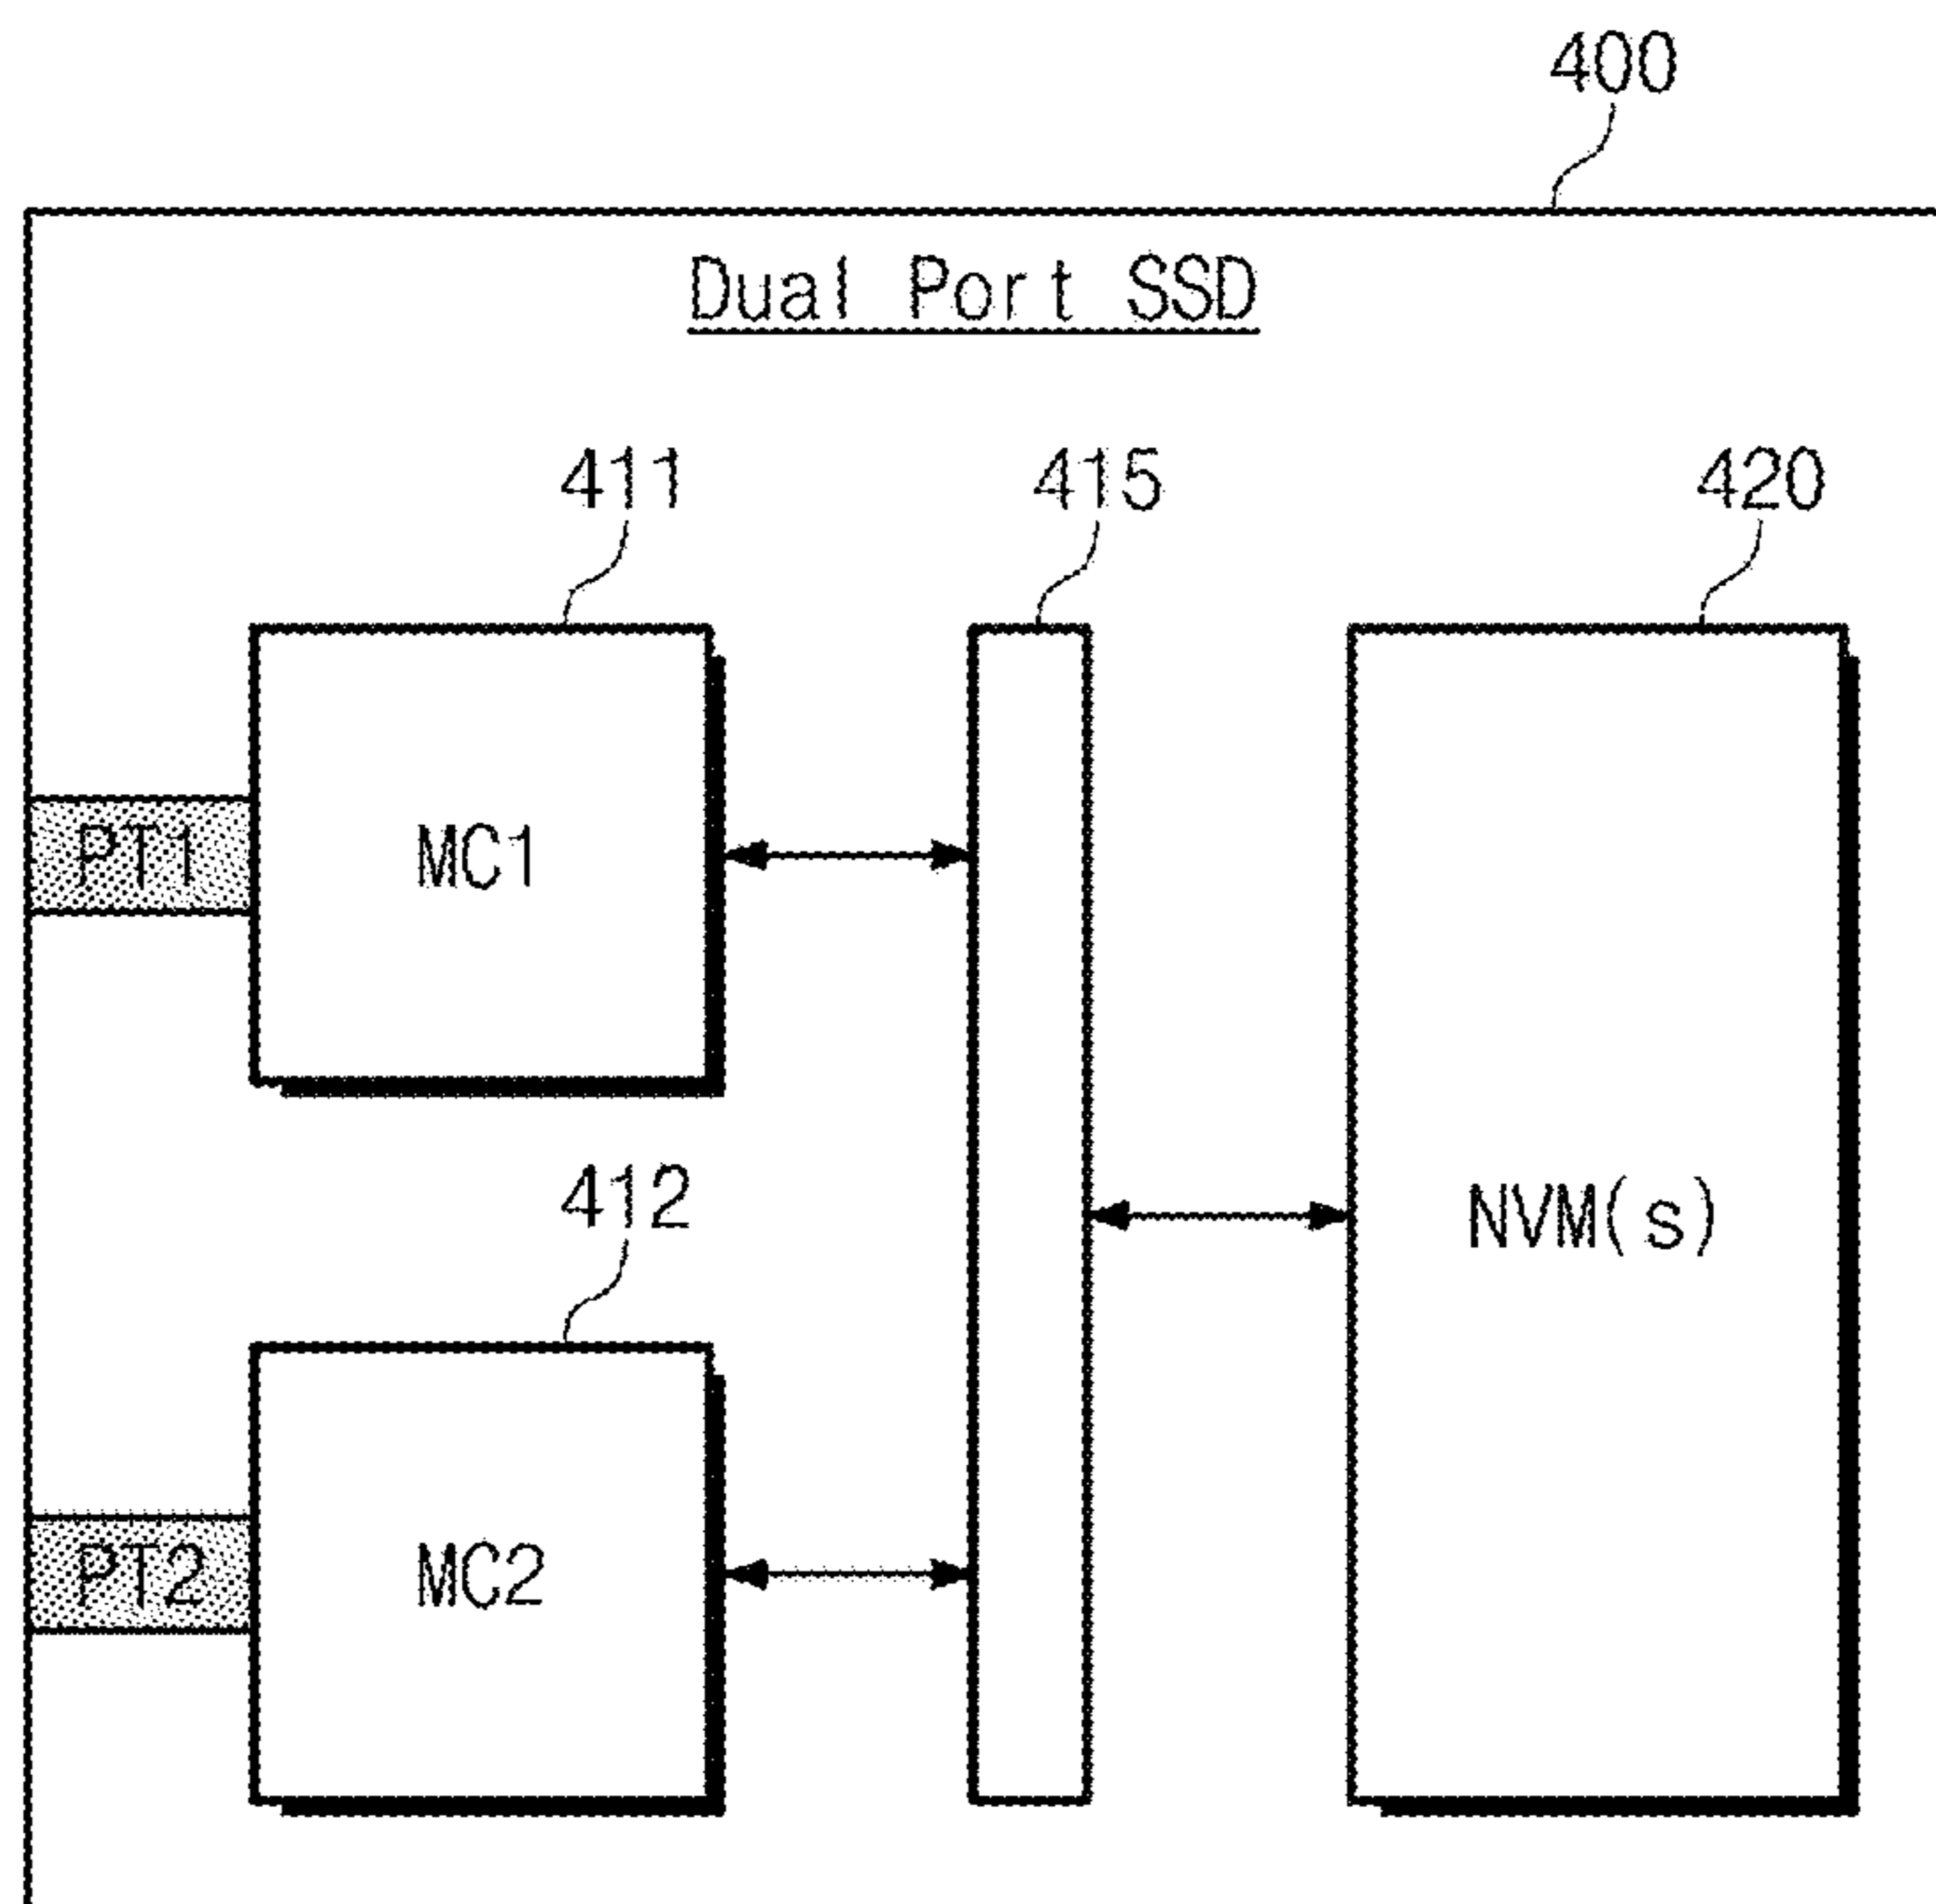 400
Dual Port SSD
411
415
420
PT1
MC1
412
NVM(s)
PT2
MC2